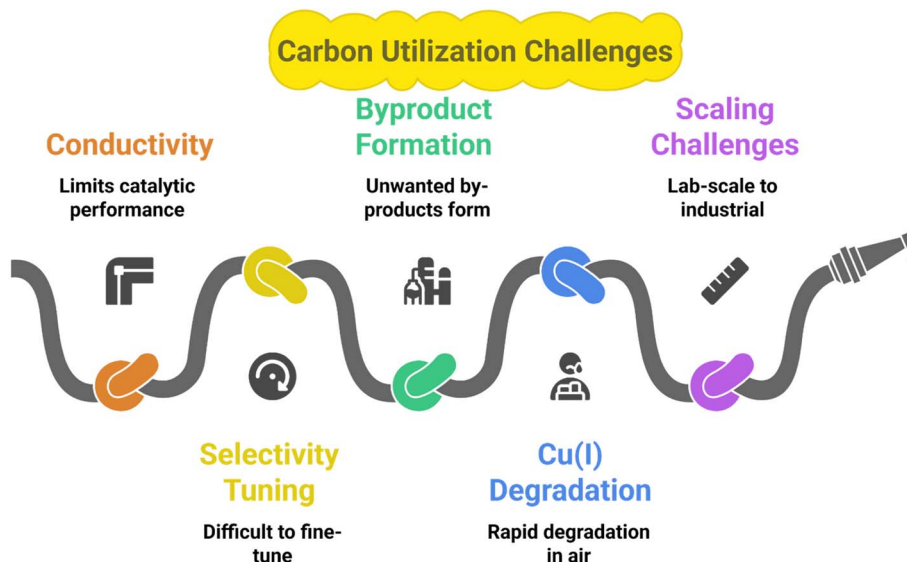 Carbon Utilization Challenges
Conductivity
Limits catalytic
performance
Byproduct
Formation
Unwanted by-
products form
Scaling
Challenges
Lab-scale to
industrial
Selectivity
Tuning
Difficult to fine-
tune
Cu(I)
Degradation
Rapid degradation
in air